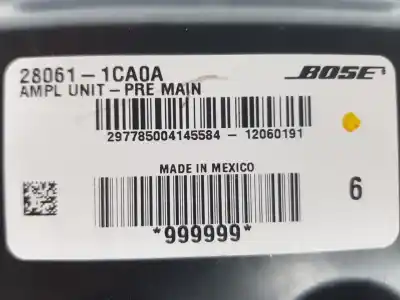 28061-1CA0A
BOSE
AMPL UNIT-PRE MAIN
297785004145584-12060191
MADE IN MEXICO
6
*999999*